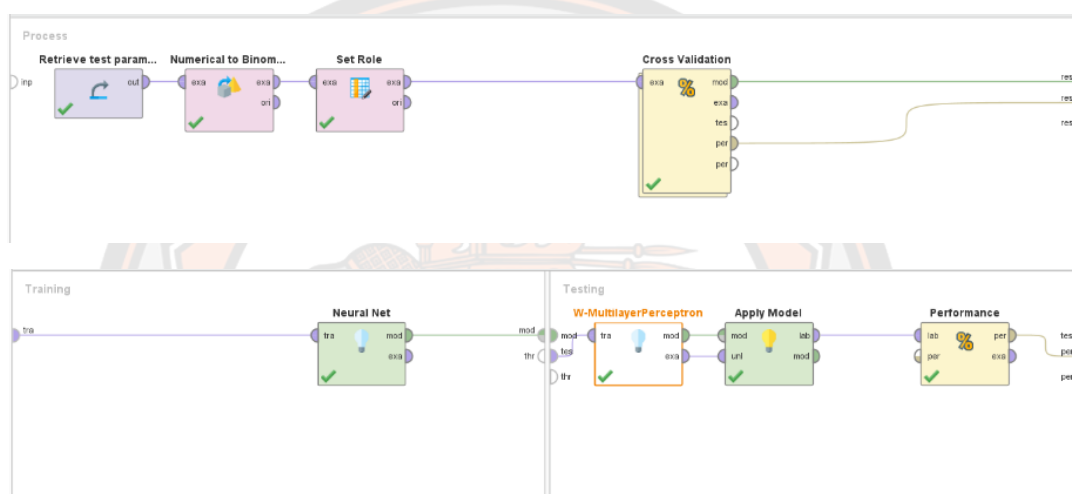 Process
Retrieve test param... Numerical to Binom... Set Role Cross Validation
inp out exa exa exa exa exa mod res
ori ori exa res
tes res
per
per
Training Testing
Neural Net W-MultilayerPerceptron Apply Model Performance
tra tra mod mod mod tra mod mod lab lab per tes
exa thr tes exa unl mod per exa per
thr per